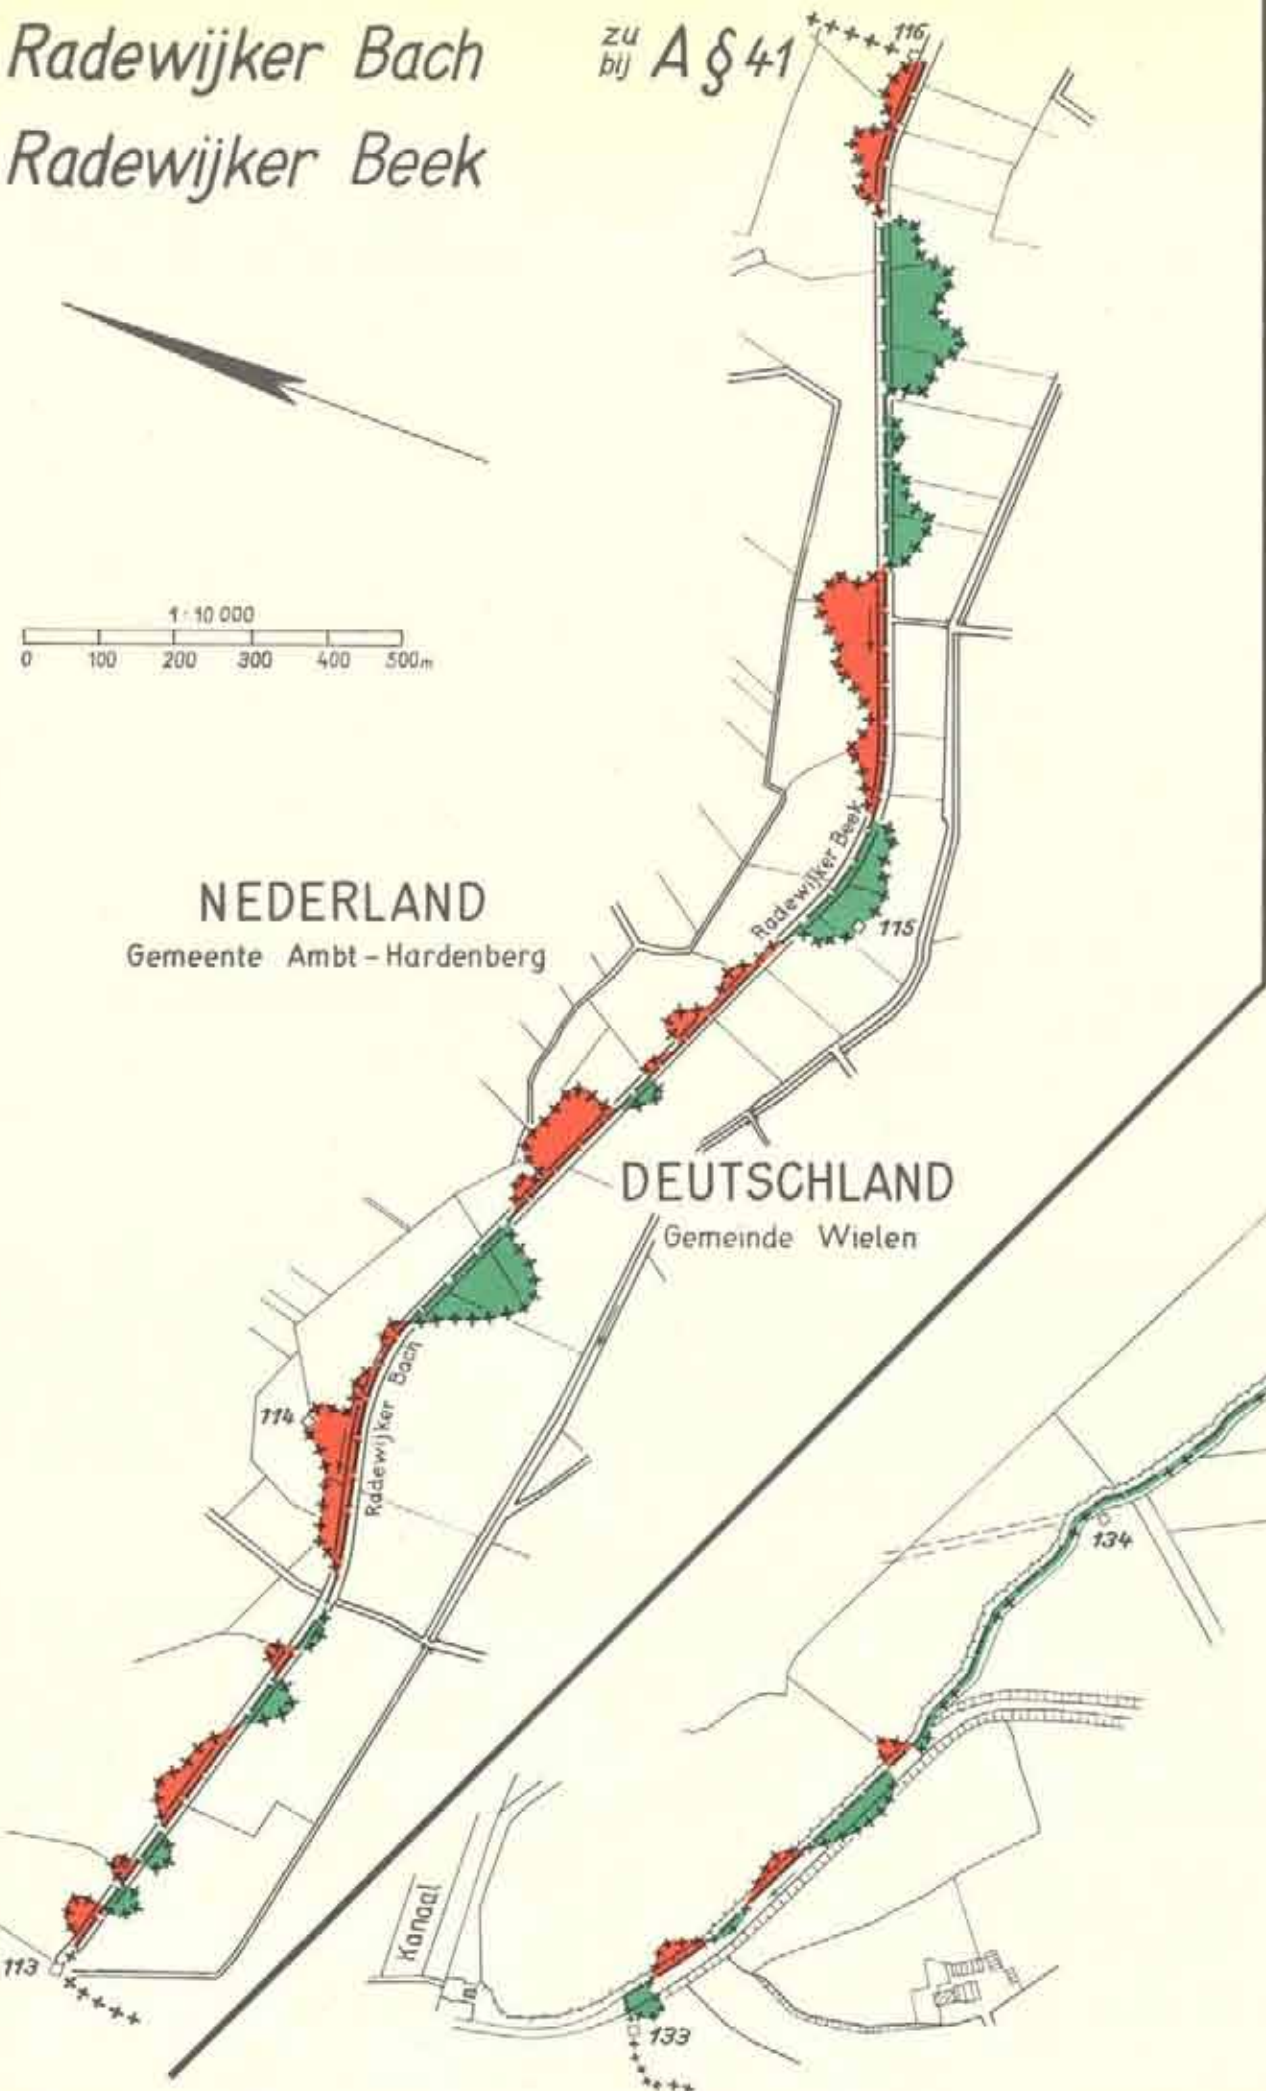 Radewijker Bach
Radewijker Beek
zu
bij A § 41
116
1:10 000
0 100 200 300 400 500m
NEDERLAND
Gemeente Ambt-Hardenberg
Radewijker Beek
115
DEUTSCHLAND
Gemeinde Wielen
114
Radewijker Bach
134
113
Kanaal
133